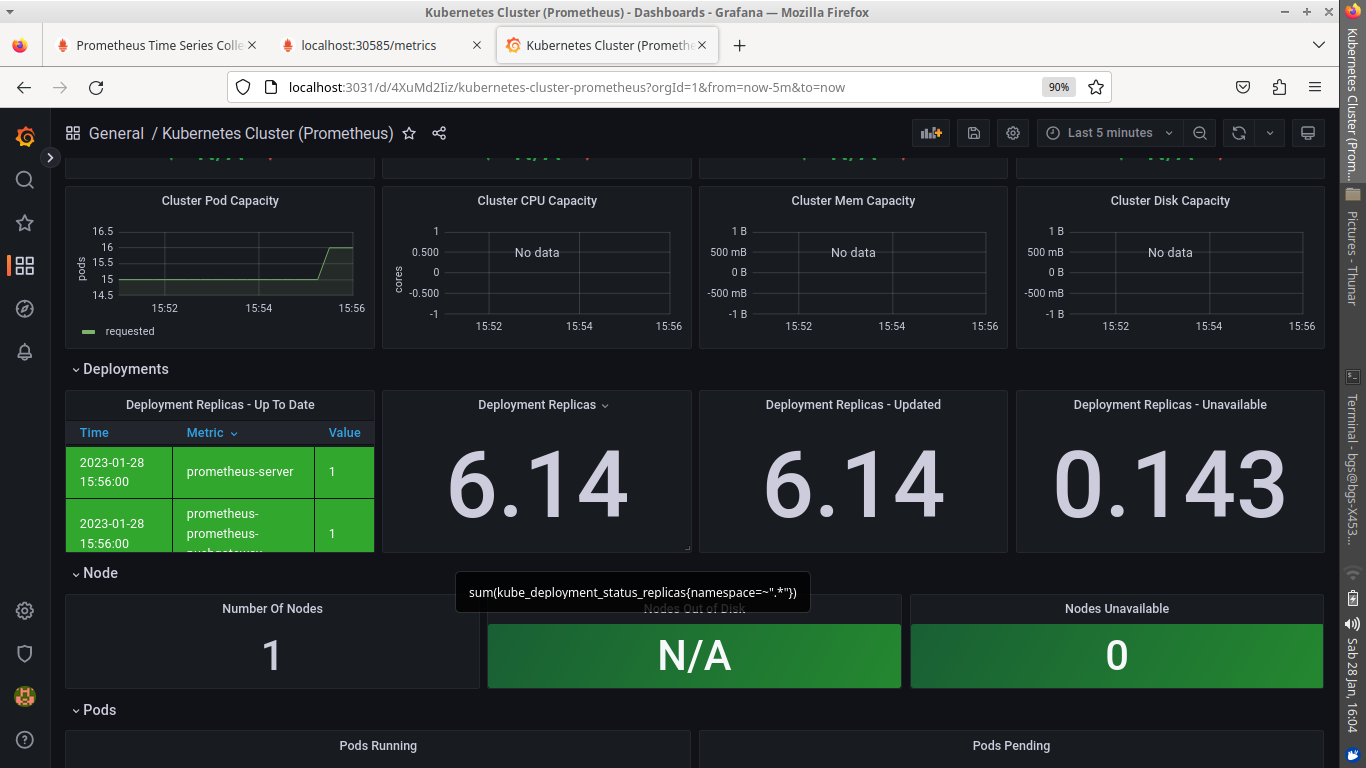 Kubernetes Cluster (Prometheus) - Dashboards - Grafana — Mozilla Firefox
Prometheus Time Series Colle
localhost:30585/metrics
Kubernetes Cluster (Prometh
localhost:3031/d/4XuMd2Iiz/kubernetes-cluster-prometheus?orgId=1&from=now-5m&to=now
90%
General / Kubernetes Cluster (Prometheus)
Last 5 minutes
Cluster Pod Capacity
16.5
16
15.5
15
14.5
pods
15:52
15:54
15:56
requested
Cluster CPU Capacity
1
0.500
0
-0.500
-1
cores
No data
15:52
15:54
15:56
Cluster Mem Capacity
1 B
500 mB
0 B
-500 mB
-1 B
No data
15:52
15:54
15:56
Cluster Disk Capacity
1 B
500 mB
0 B
-500 mB
-1 B
No data
15:52
15:54
15:56
Deployments
Deployment Replicas - Up To Date
Time Metric Value
2023-01-28
15:56:00
prometheus-server
1
2023-01-28
15:56:00
prometheus-
prometheus-
1
Deployment Replicas
6.14
Deployment Replicas - Updated
6.14
Deployment Replicas - Unavailable
0.143
Node
sum(kube_deployment_status_replicas{namespace=~".*"})
Number Of Nodes
1
Nodes Out of Disk
N/A
Nodes Unavailable
0
Pods
Pods Running
Pods Pending
Kubernetes Cluster (Prom...
Pictures - Thunar
Terminal - bgs@bgs-X453...
Sab 28 Jan, 16:04